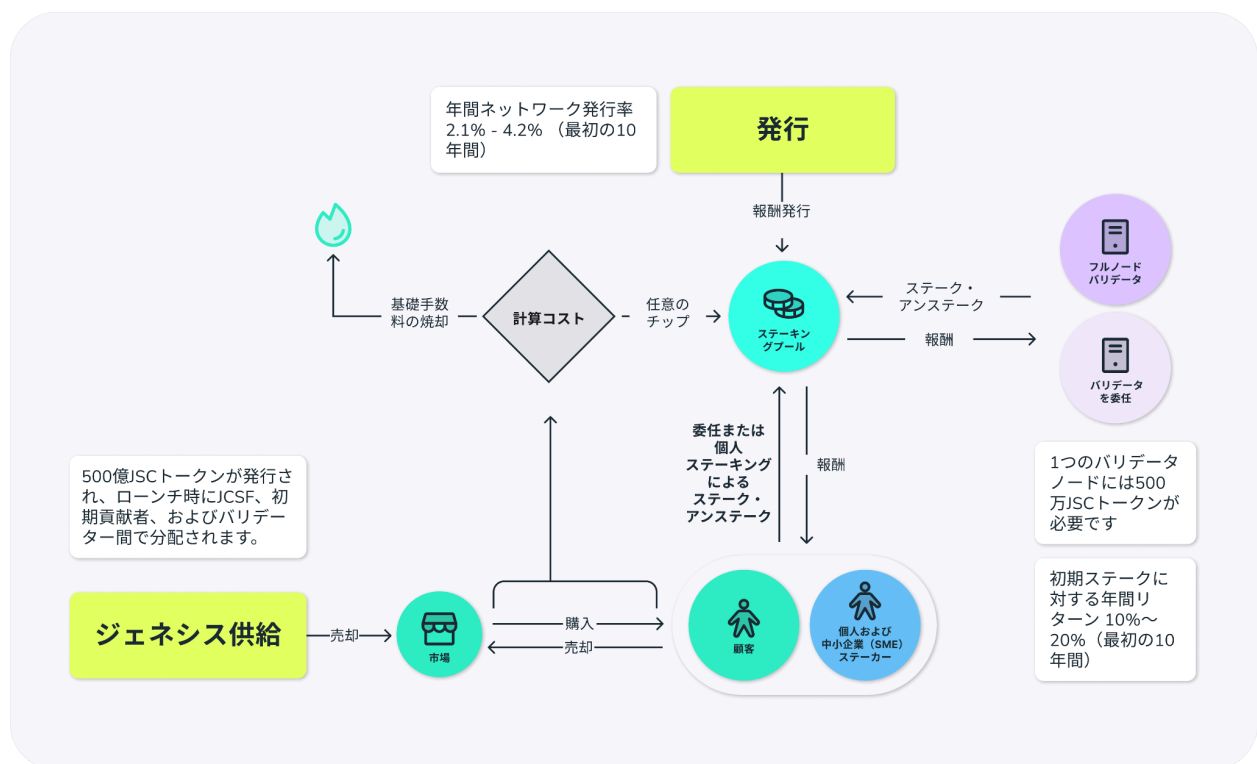 年間ネットワーク発行率
2.1% - 4.2% （最初の10
年間）
発行
報酬発行
フルノード
バリデータ
ステーク・
アンステーク
基礎手数
料の焼却
計算コスト
任意の
チップ
ステーキン
グプール
報酬
バリデータ
を委任
委任または
個人
ステーキング
による
ステーク・
アンステーク
報酬
500億JSCトークンが発行さ
れ、ローンチ時にJCSF、初
期貢献者、およびバリデー
ター間で分配されます。
1つのバリデータ
ノードには500
万JSCトークンが
必要です
初期ステークに
対する年間リ
ターン 10%〜
20%（最初の10
年間）
ジェネシス供給
売却
市場
購入
売却
顧客
個人および
中小企業（SME）
ステーカー